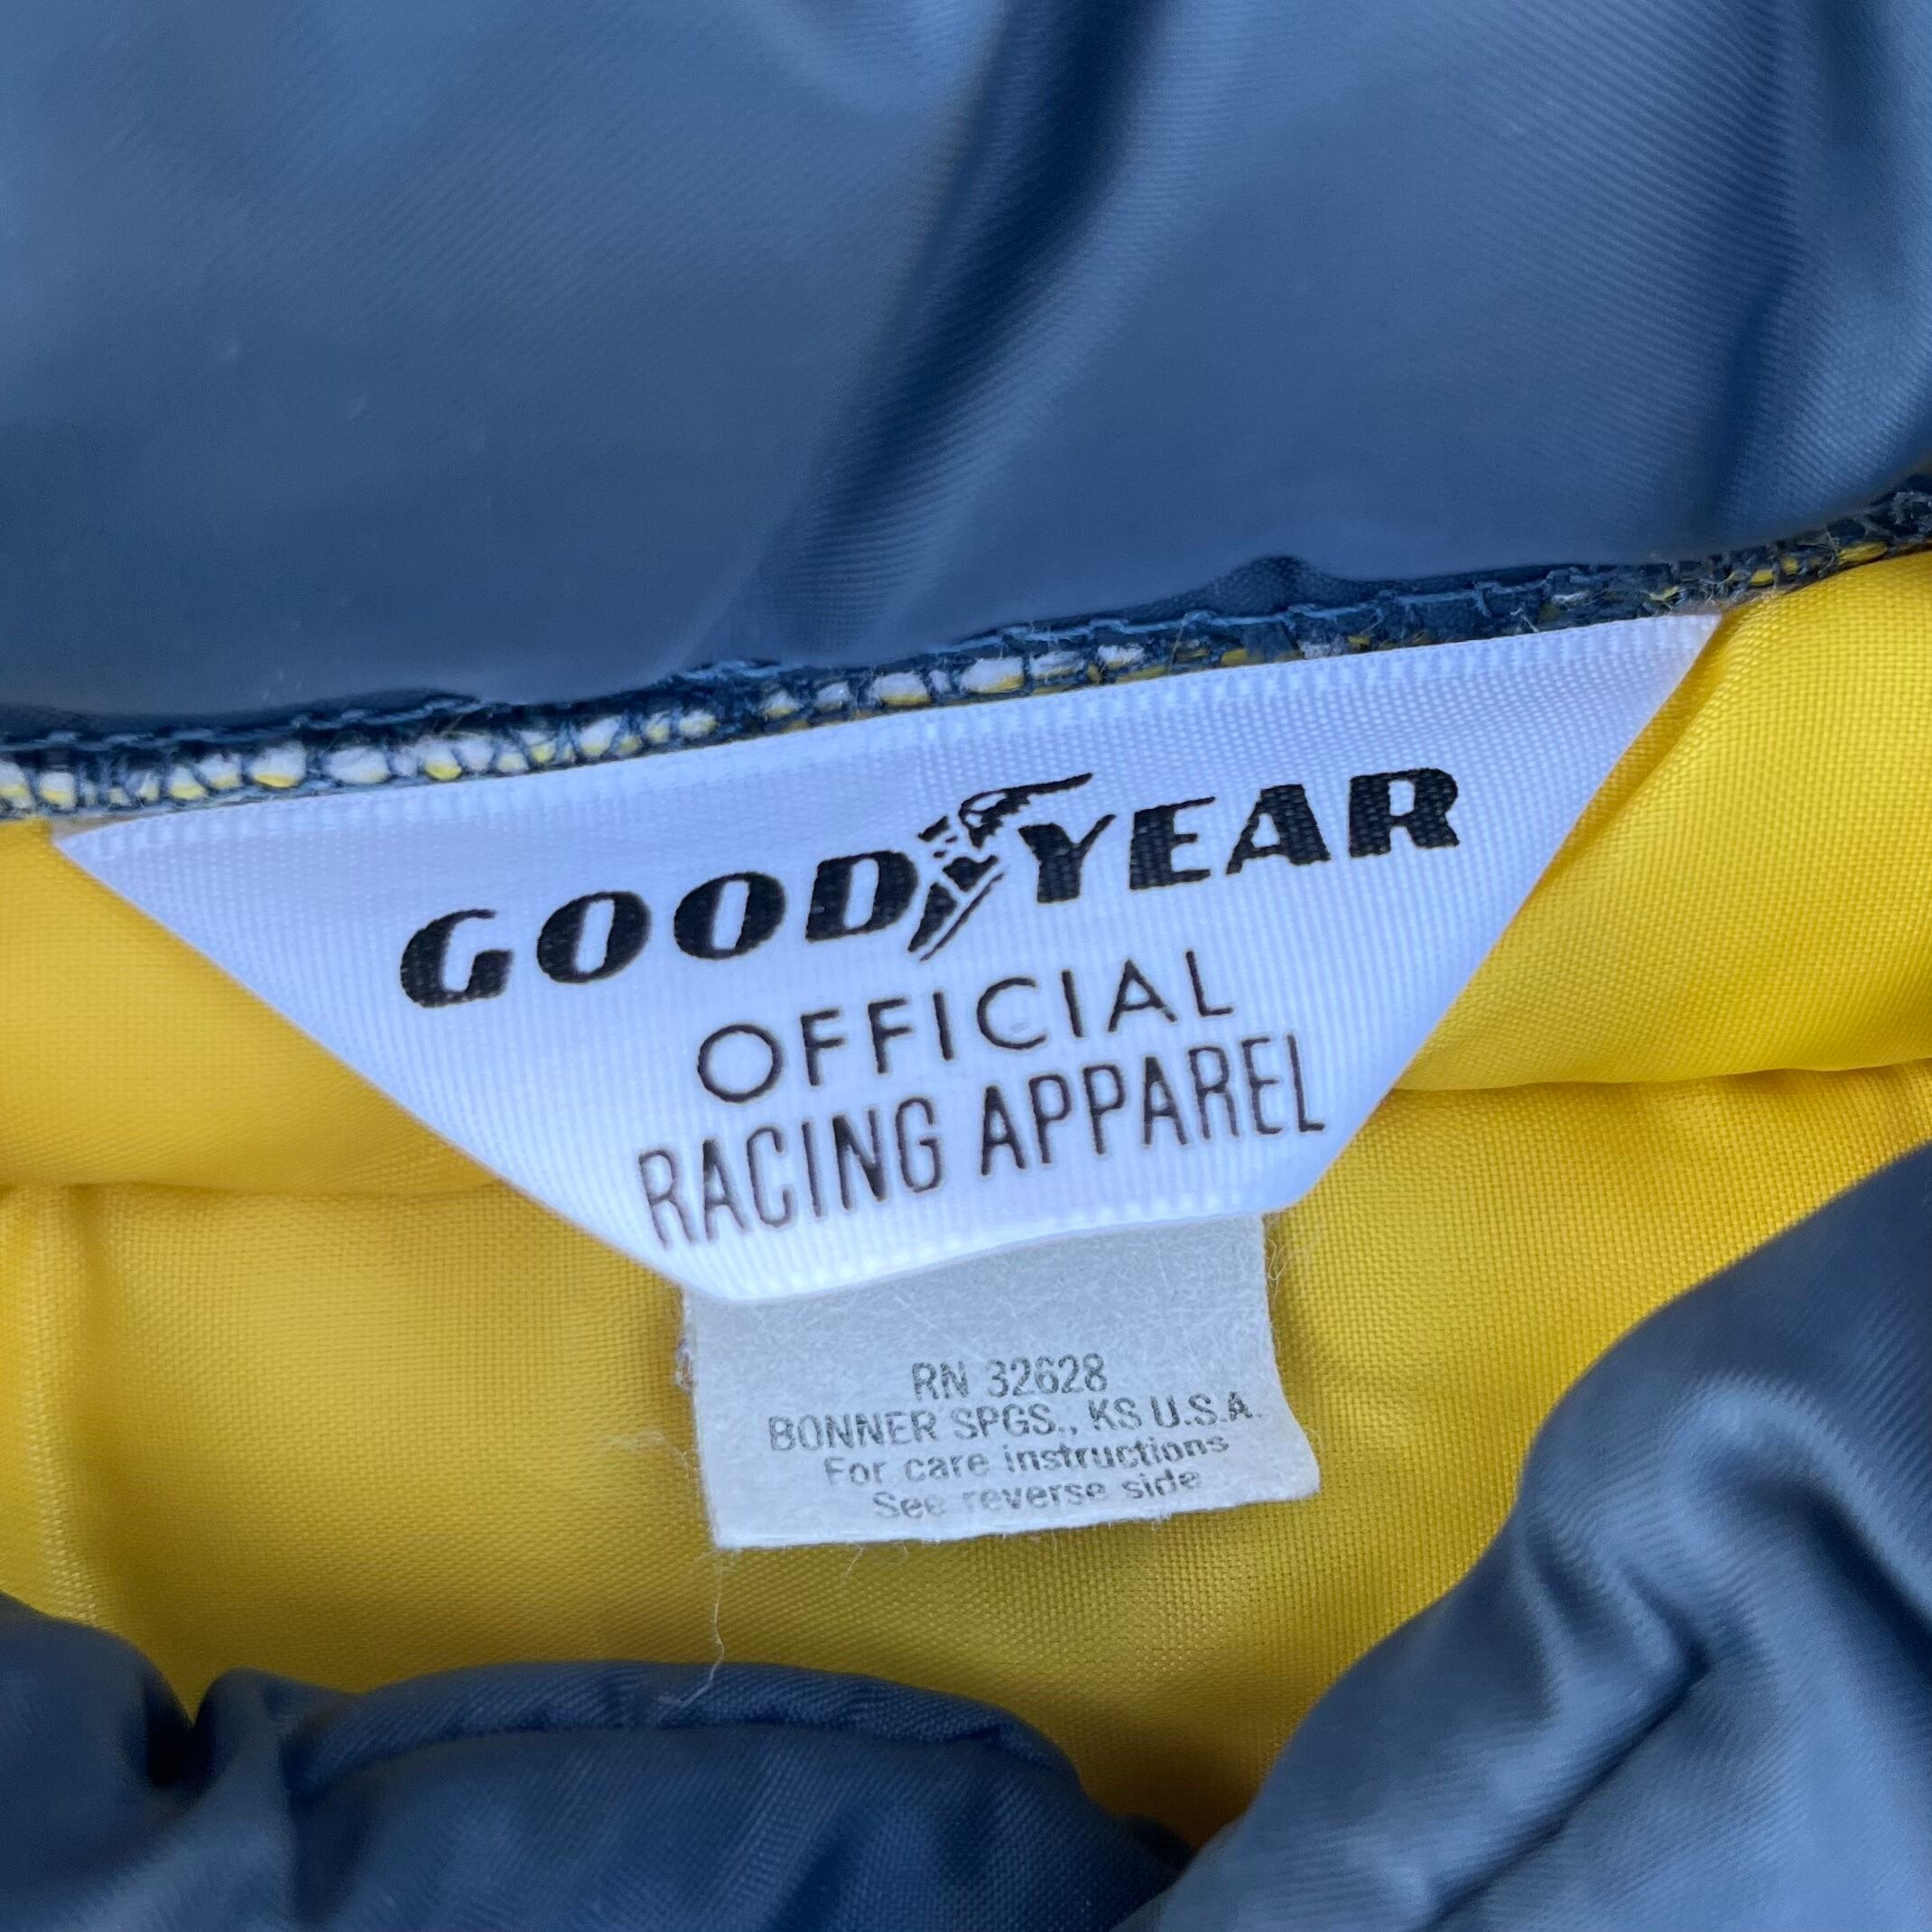 GOODYEAR
OFFICIAL
RACING APPAREL
RN 32628
BONNER SPGS., KS U.S.A.
For care instructions
See reverse side